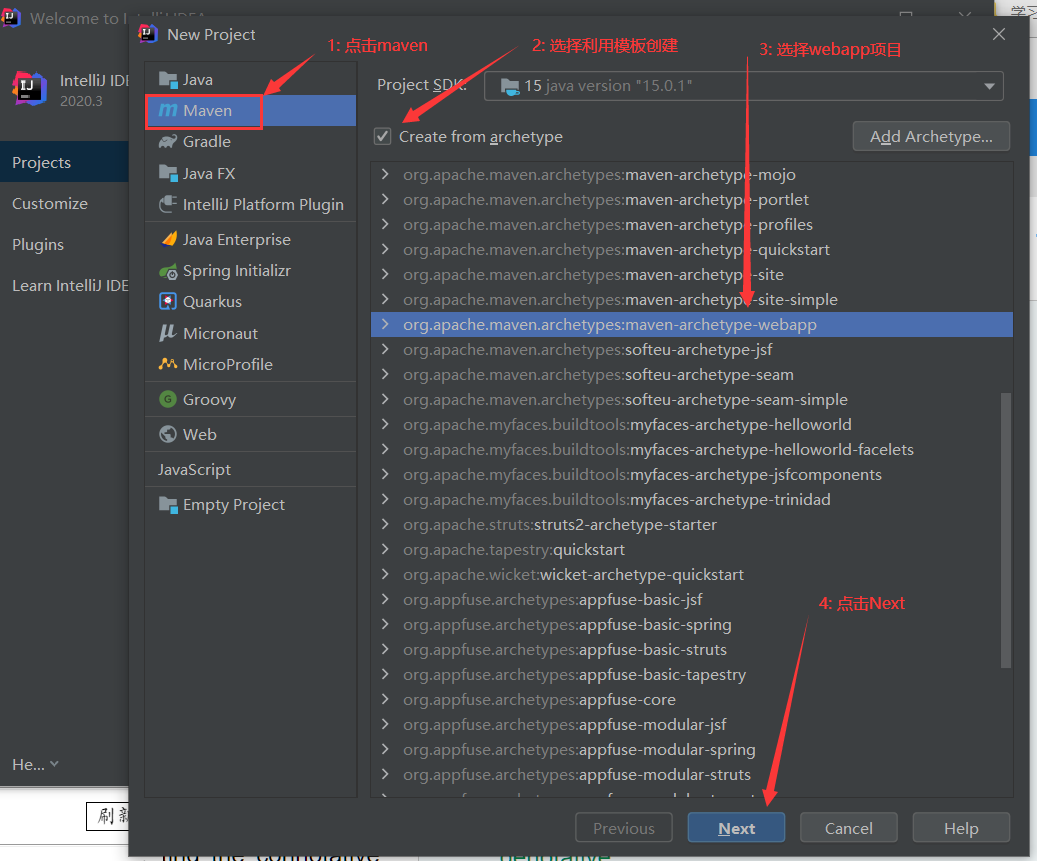 Welcome to IntelliJ IDEA
学习
New Project
1: 点击maven
2: 选择利用模板创建
3: 选择webapp项目
IntelliJ IDE
2020.3
Projects
Customize
Plugins
Learn IntelliJ IDE
He...
Java
Maven
Gradle
Java FX
IntelliJ Platform Plugin
Java Enterprise
Spring Initializr
Quarkus
Micronaut
MicroProfile
Groovy
Web
JavaScript
Empty Project
Project SDK:
15 java version "15.0.1"
Create from archetype
Add Archetype...
org.apache.maven.archetypes:maven-archetype-mojo
org.apache.maven.archetypes:maven-archetype-portlet
org.apache.maven.archetypes:maven-archetype-profiles
org.apache.maven.archetypes:maven-archetype-quickstart
org.apache.maven.archetypes:maven-archetype-site
org.apache.maven.archetypes:maven-archetype-site-simple
org.apache.maven.archetypes:maven-archetype-webapp
org.apache.maven.archetypes:softeu-archetype-jsf
org.apache.maven.archetypes:softeu-archetype-seam
org.apache.maven.archetypes:softeu-archetype-seam-simple
org.apache.myfaces.buildtools:myfaces-archetype-helloworld
org.apache.myfaces.buildtools:myfaces-archetype-helloworld-facelets
org.apache.myfaces.buildtools:myfaces-archetype-jsfcomponents
org.apache.myfaces.buildtools:myfaces-archetype-trinidad
org.apache.struts:struts2-archetype-starter
org.apache.tapestry:quickstart
org.apache.wicket:wicket-archetype-quickstart
org.appfuse.archetypes:appfuse-basic-jsf
org.appfuse.archetypes:appfuse-basic-spring
org.appfuse.archetypes:appfuse-basic-struts
org.appfuse.archetypes:appfuse-basic-tapestry
org.appfuse.archetypes:appfuse-core
org.appfuse.archetypes:appfuse-modular-jsf
org.appfuse.archetypes:appfuse-modular-spring
org.appfuse.archetypes:appfuse-modular-struts
4: 点击Next
Previous
Next
Cancel
Help
刷新
find the connotative